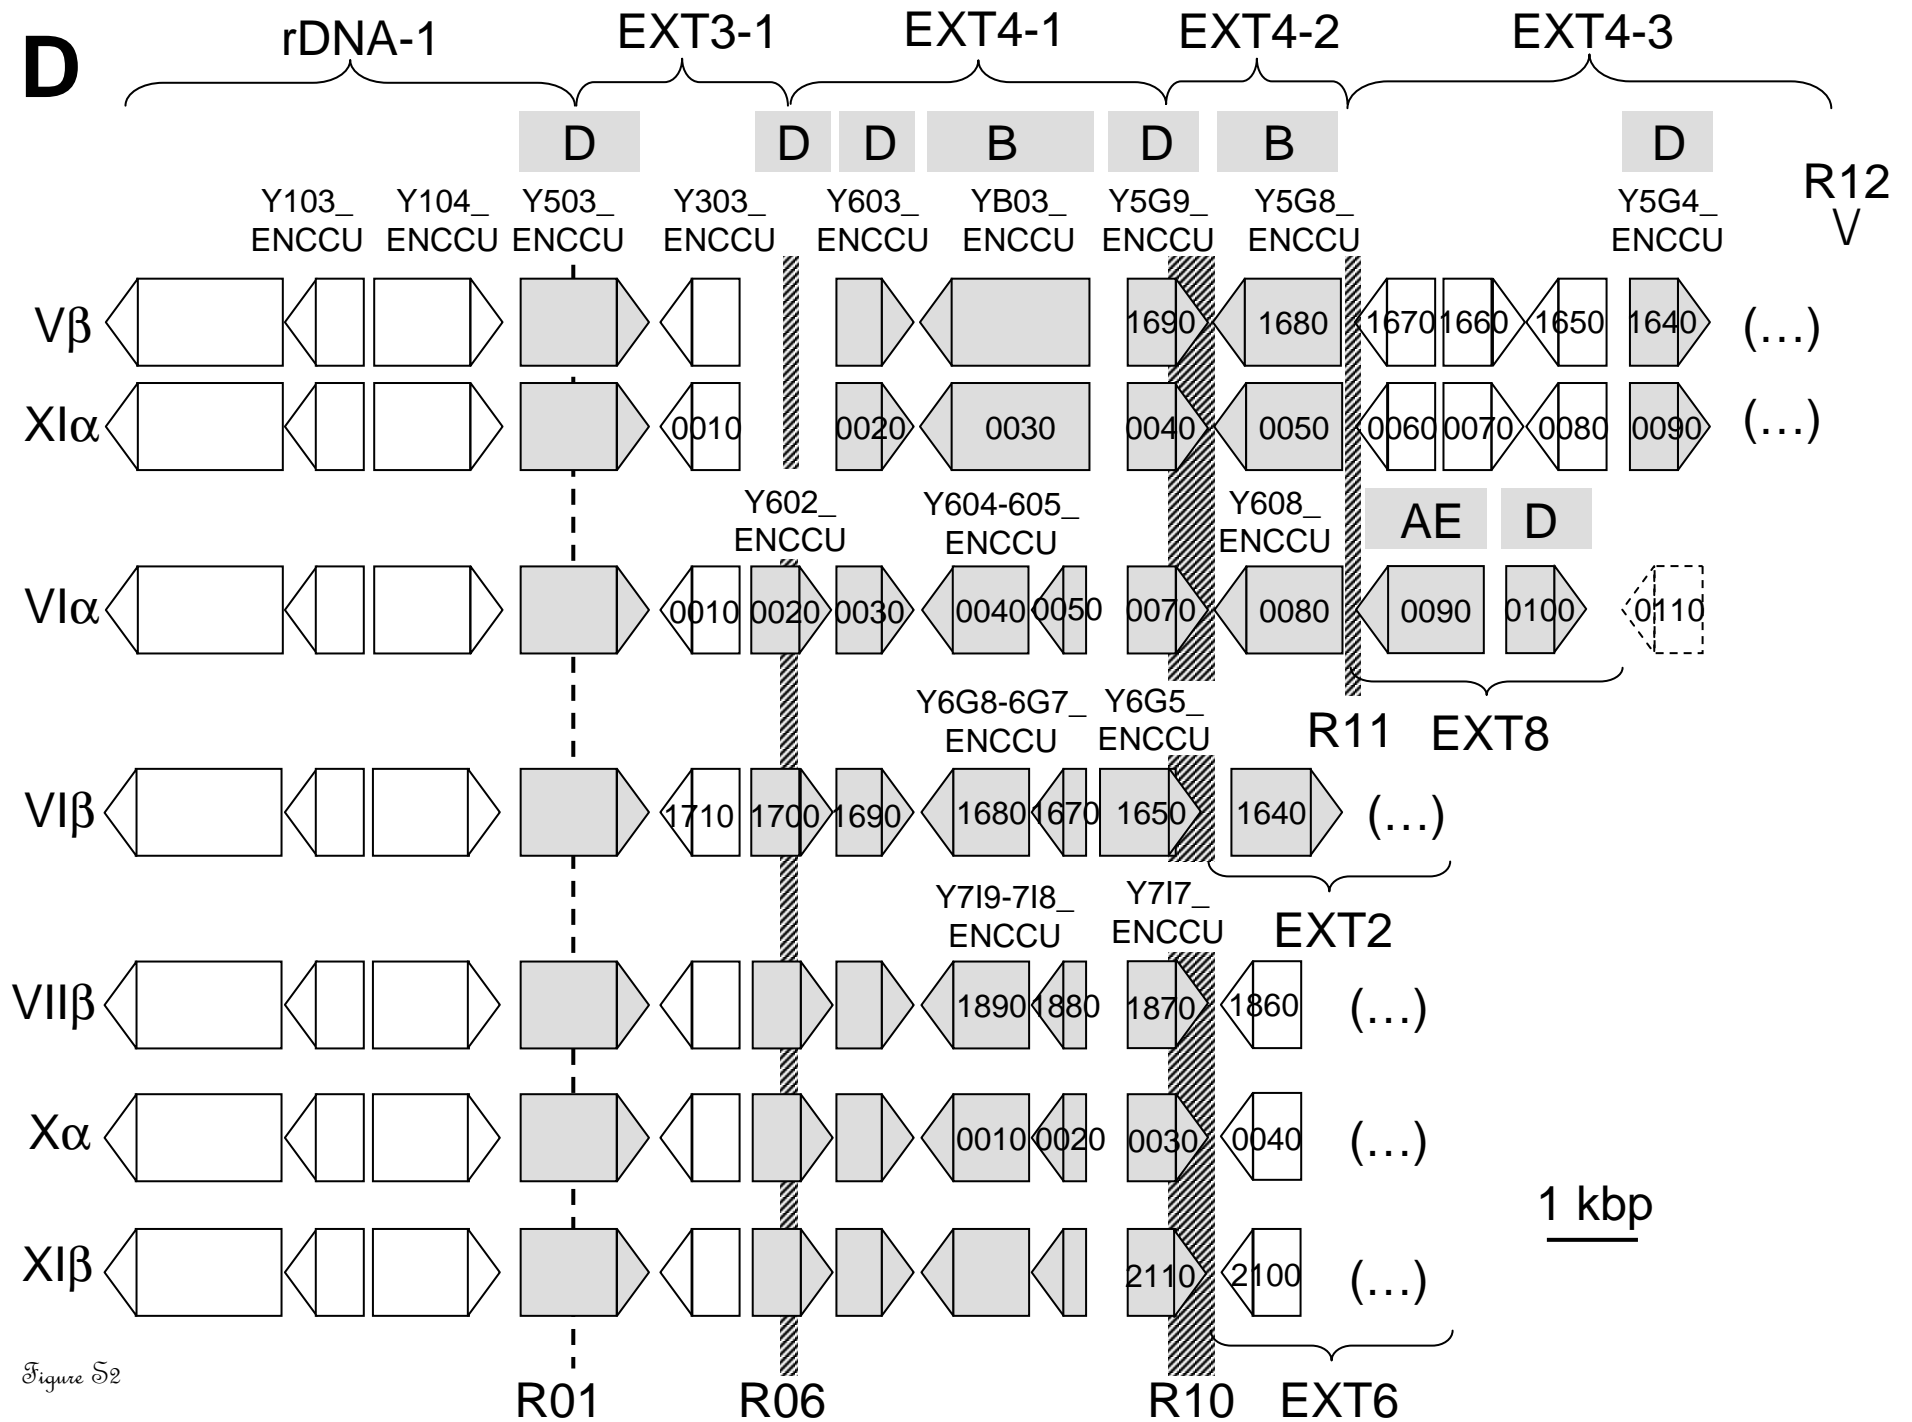 D
rDNA-1 EXT3-1 EXT4-1 EXT4-2 EXT4-3
D D D B D B D
R12
V
Y103_ Y104_ Y503_ Y303_ Y603_ YB03_ Y5G9_ Y5G8_ Y5G4_
ENCCU ENCCU ENCCU ENCCU ENCCU ENCCU ENCCU ENCCU ENCCU
Vβ 1690 1680 1670 1660 1650 1640 (...)
XIα 0010 0020 0030 0040 0050 0060 0070 0080 0090 (...)
Y602_ Y604-605_ Y608_ AE D
ENCCU ENCCU ENCCU
VIα 0010 0020 0030 0040 0050 0070 0080 0090 0100 0110
Y6G8-6G7_ Y6G5_
ENCCU ENCCU
R11 EXT8
VIβ 1710 1700 1690 1680 1670 1650 1640 (...)
Y7I9-7I8_ Y7I7_
ENCCU ENCCU
EXT2
VIIβ 1890 1880 1870 1860 (...)
Xα 0010 0020 0030 0040 (...)
1 kbp
XIβ 2110 2100 (...)
Figure S2
R01 R06 R10 EXT6